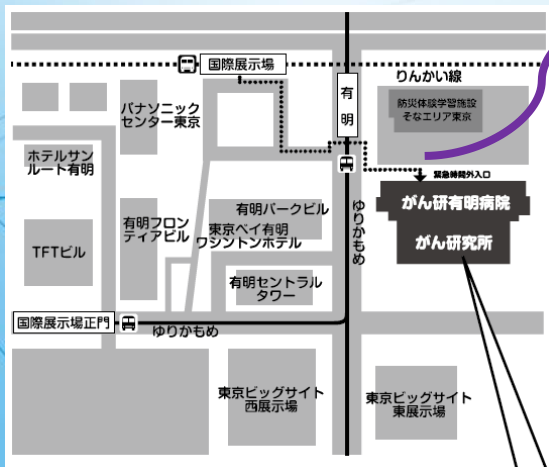 国際展示場
りんかい線
有明
防災体験学習施設
そなエリア東京
パナソニック
センター東京
緊急時間外入口
ホテルサン
ルート有明
がん研有明病院
がん研究所
有明フロン
ティアビル
有明パークビル
東京ベイ有明
ワシントンホテル
ゆりかもめ
TFTビル
有明セントラル
タワー
国際展示場正門
ゆりかもめ
東京ビッグサイト
西展示場
東京ビッグサイト
東展示場